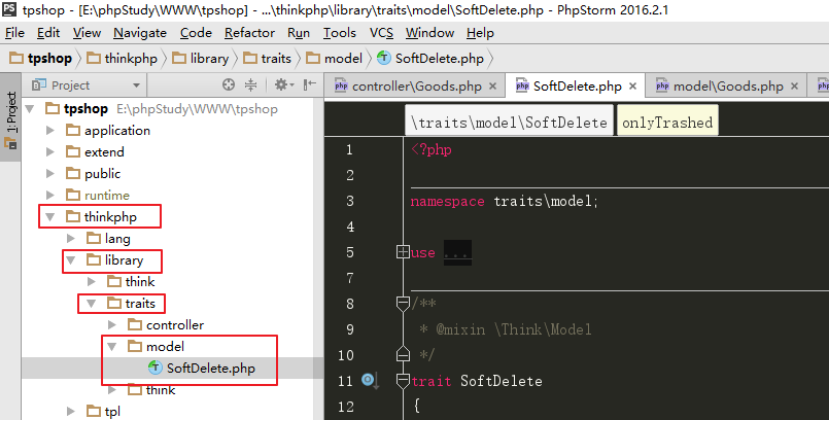 tpshop - [E:\phpStudy\WWW\tpshop] - ...\thinkphp\library\traits\model\SoftDelete.php - PhpStorm 2016.2.1
File Edit View Navigate Code Refactor Run Tools VCS Window Help
tpshop thinkphp library traits model SoftDelete.php
Project
controller\Goods.php × SoftDelete.php × model\Goods.php ×
1: Project
tpshop E:\phpStudy\WWW\tpshop
application
extend
public
runtime
thinkphp
lang
library
think
traits
controller
model
SoftDelete.php
think
tpl
\traits\model\SoftDelete onlyTrashed
1 <?php
2
3 namespace traits\model;
4
5 use ...
7
8 /**
9 * @mixin \Think\Model
10 */
11 trait SoftDelete
12 {